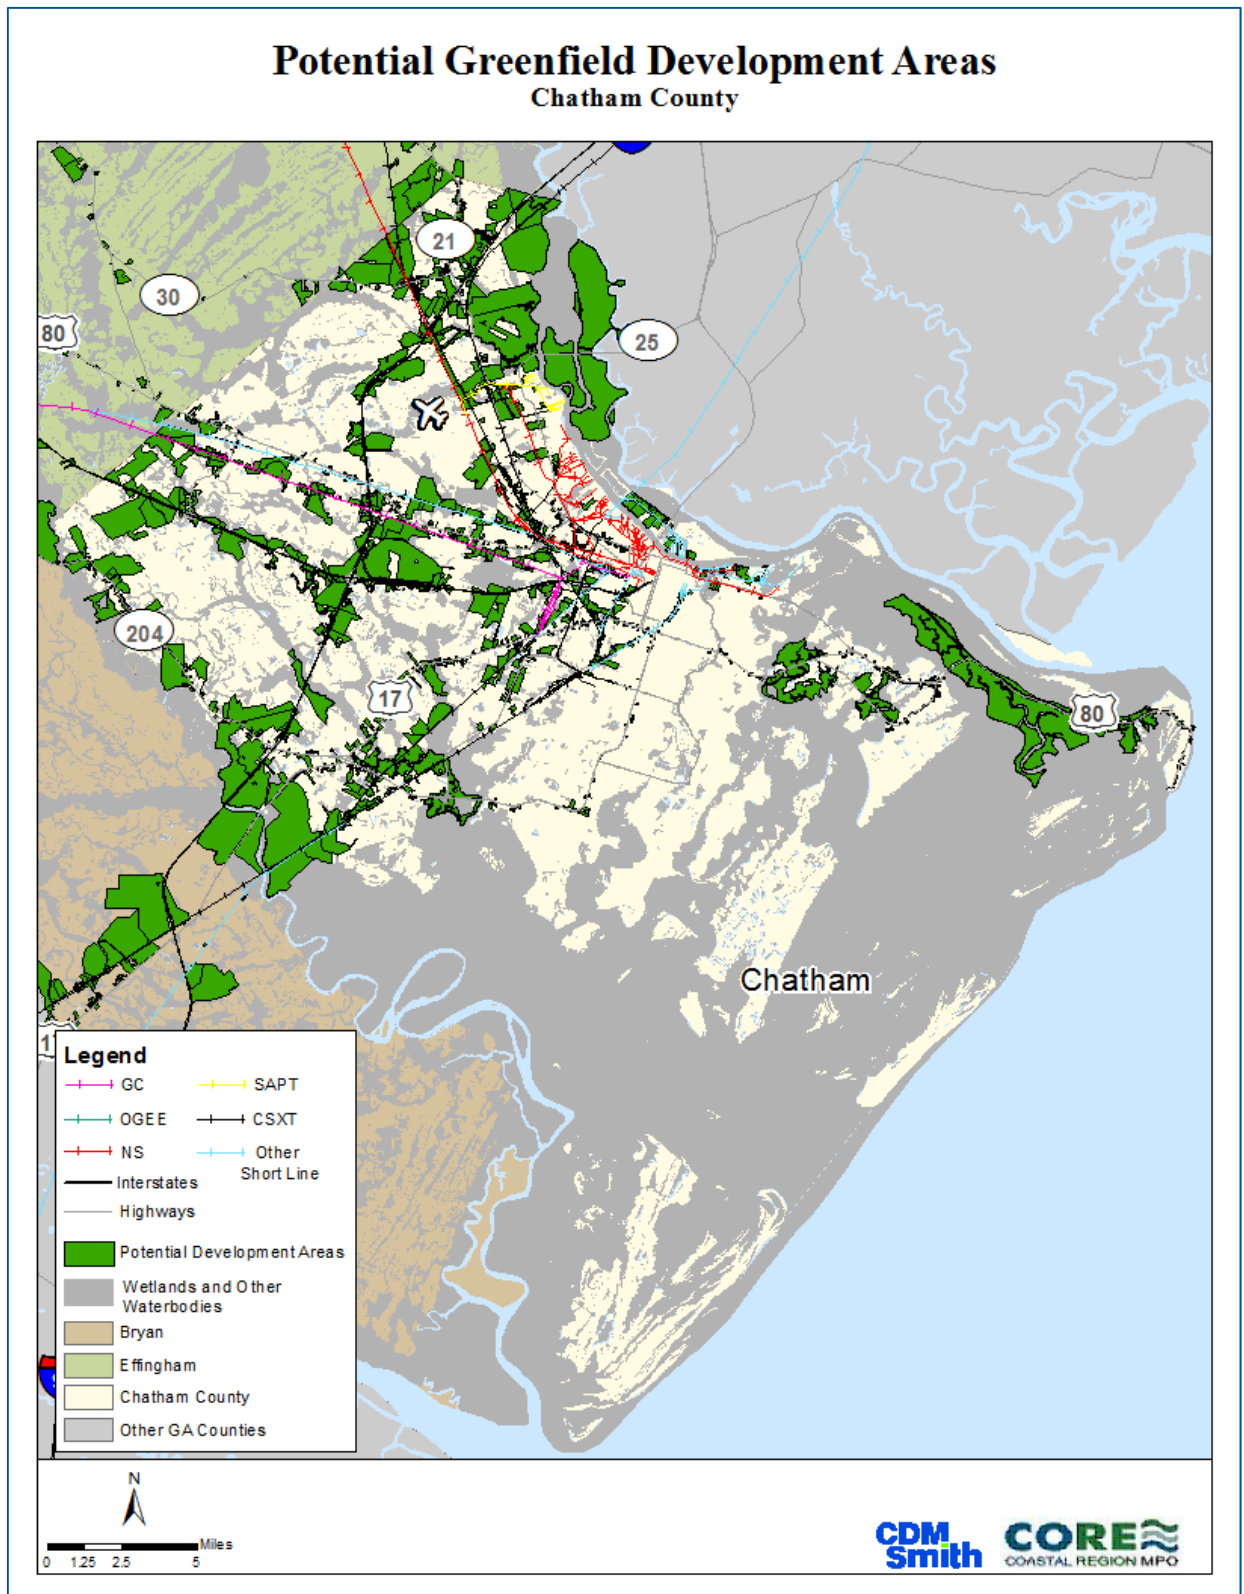 Potential Greenfield Development Areas
Chatham County
21
30
80
25
204
17
80
Chatham
Legend
GC
SAPT
OGEE
CSXT
NS
Other
Short Line
Interstates
Highways
Potential Development Areas
Wetlands and Other
Waterbodies
Bryan
Effingham
Chatham County
Other GA Counties
N
Miles
0 1.25 2.5 5
CDM
Smith
CORE
COASTAL REGION MPO